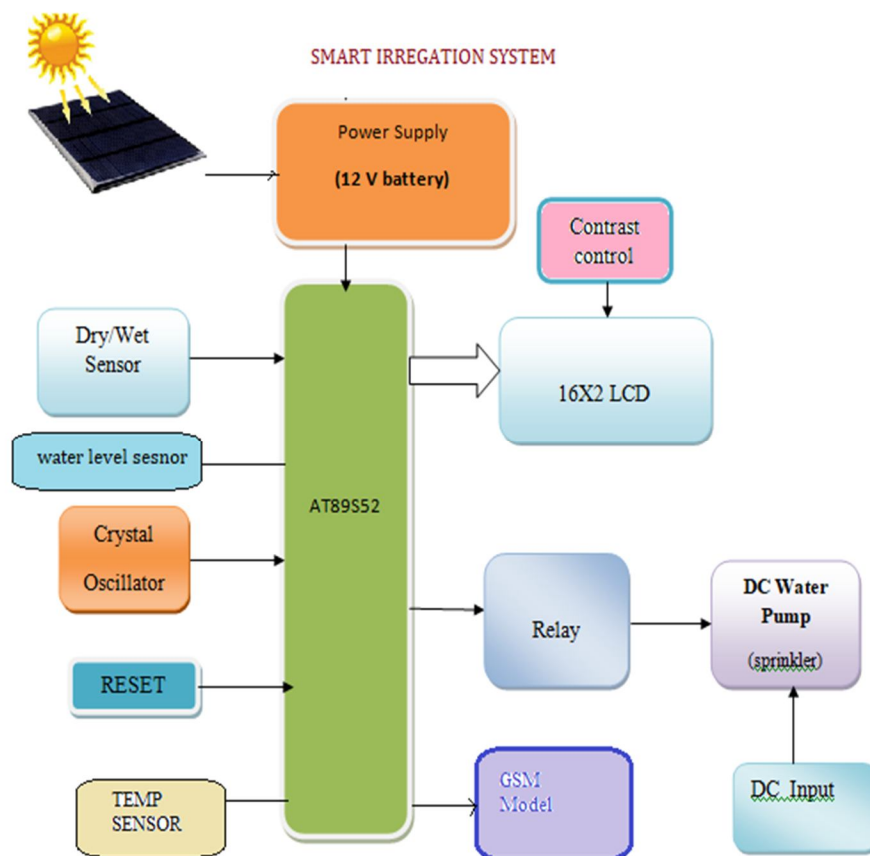 SMART IRREGATION SYSTEM
Power Supply
(12 V battery)
Contrast
control
Dry/Wet
Sensor
16X2 LCD
water level sesnor
AT89S52
Crystal
Oscillator
Relay
DC Water
Pump
(sprinkler)
RESET
TEMP
SENSOR
GSM
Model
DC Input